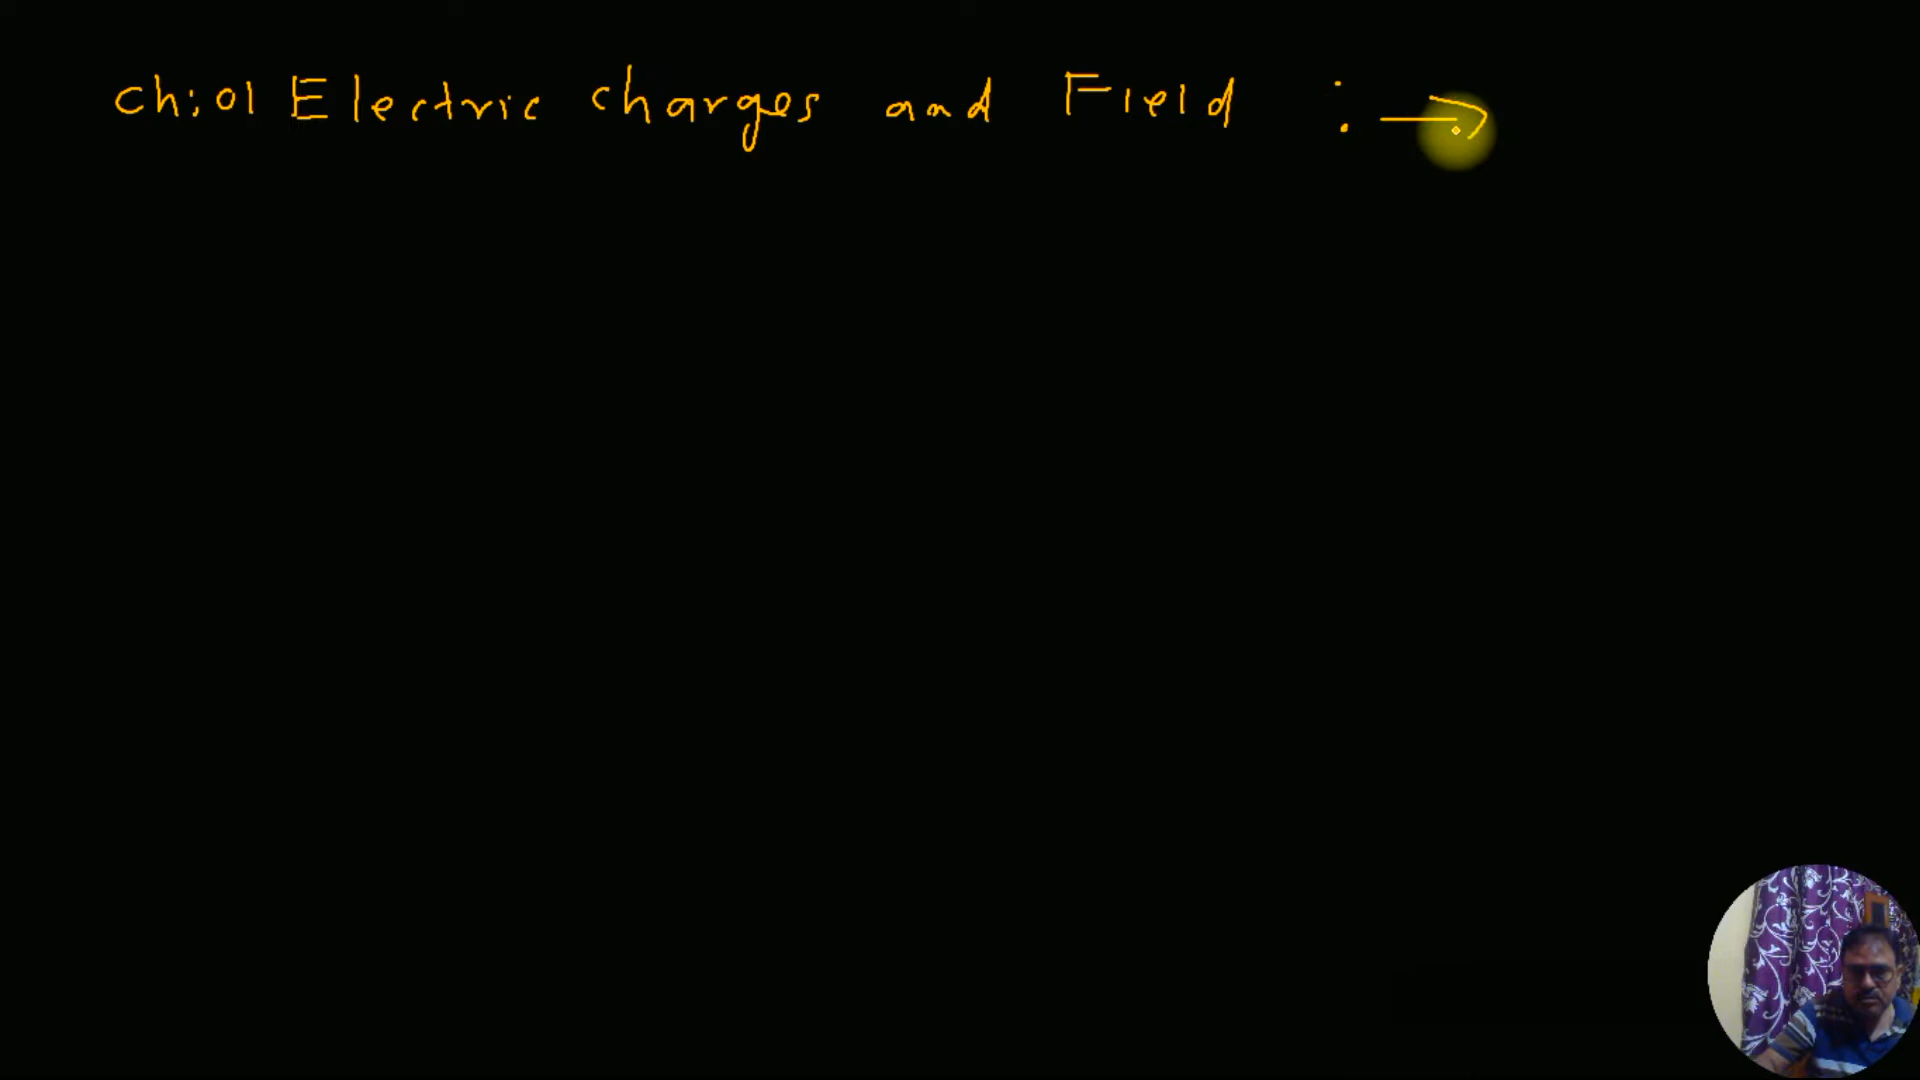 ch:01 Electric charges and Field :→